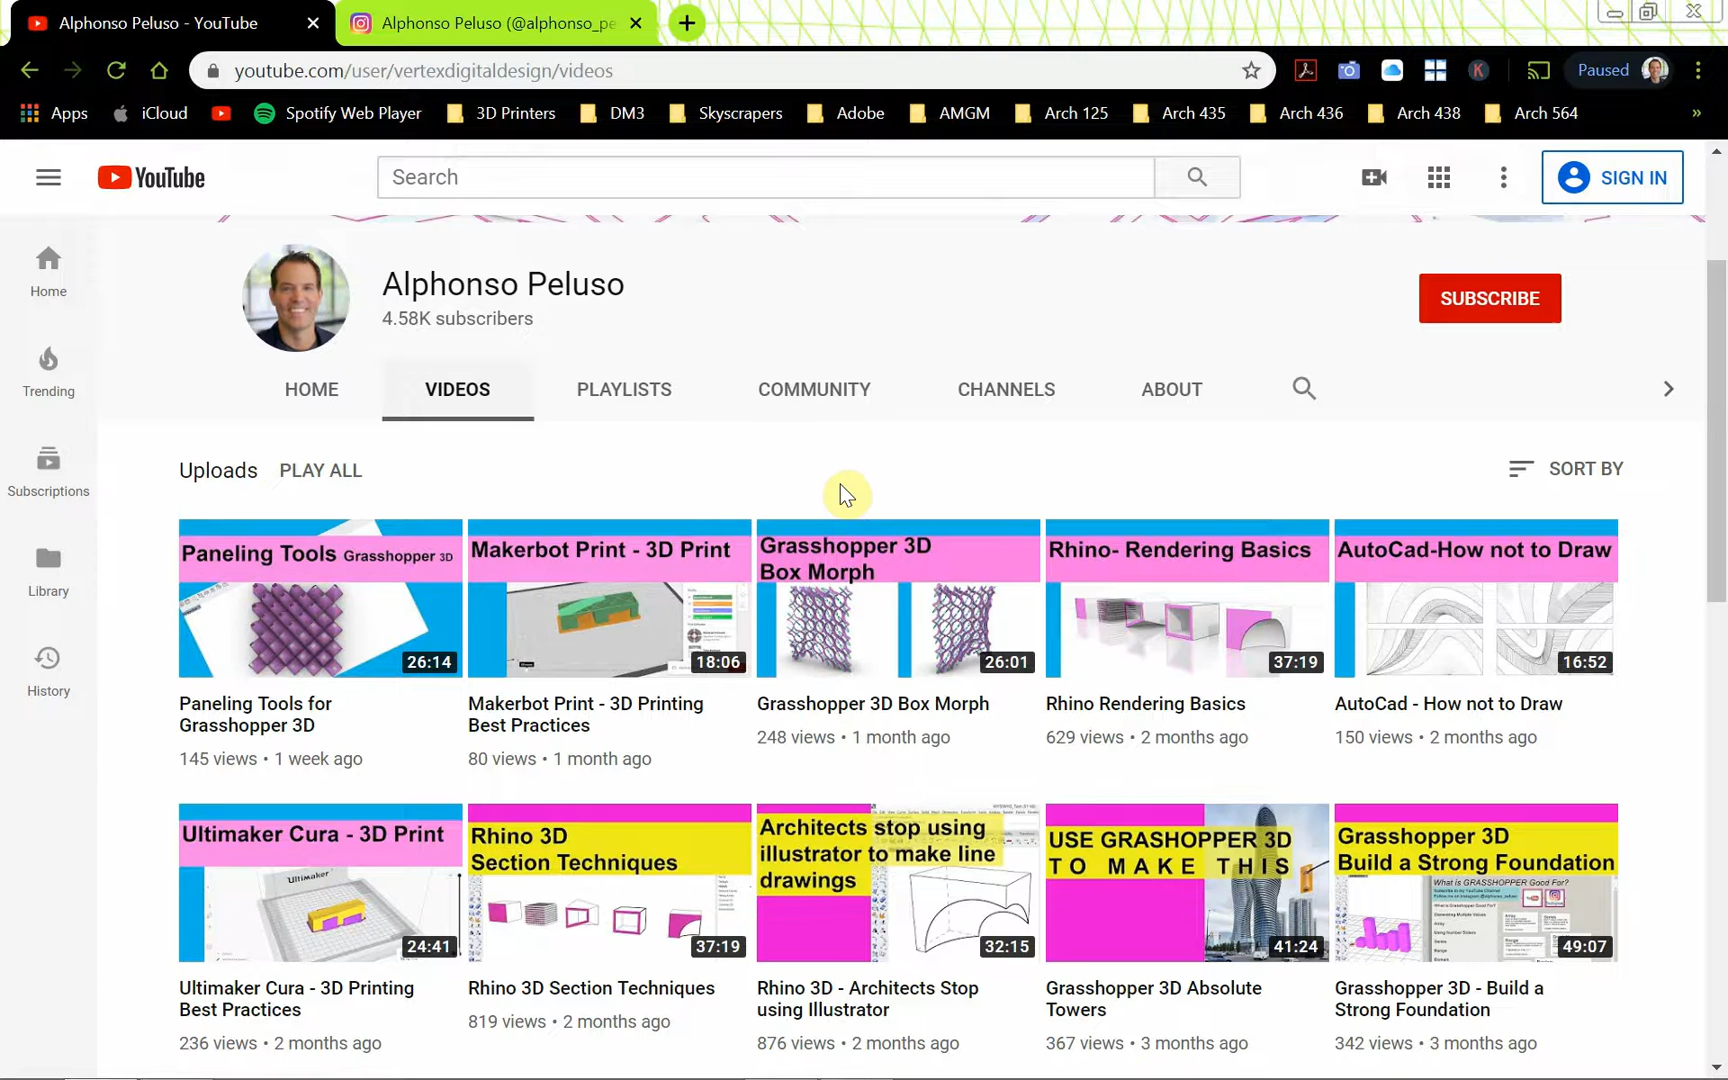 Alphonso Peluso - YouTube
Alphonso Peluso (@alphonso_pe
youtube.com/user/vertexdigitaldesign/videos
Paused
Apps
iCloud
Spotify Web Player
3D Printers
DM3
Skyscrapers
Adobe
AMGM
Arch 125
Arch 435
Arch 436
Arch 438
Arch 564
»
YouTube
Search
SIGN IN
Home
Trending
Subscriptions
Library
History
Alphonso Peluso
4.58K subscribers
SUBSCRIBE
HOME
VIDEOS
PLAYLISTS
COMMUNITY
CHANNELS
ABOUT
Uploads
PLAY ALL
SORT BY
Paneling Tools Grasshopper 3D
26:14
Paneling Tools for
Grasshopper 3D
145 views • 1 week ago
Makerbot Print - 3D Print
18:06
Makerbot Print - 3D Printing
Best Practices
80 views • 1 month ago
Grasshopper 3D
Box Morph
26:01
Grasshopper 3D Box Morph
248 views • 1 month ago
Rhino- Rendering Basics
37:19
Rhino Rendering Basics
629 views • 2 months ago
AutoCad-How not to Draw
16:52
AutoCad - How not to Draw
150 views • 2 months ago
Ultimaker Cura - 3D Print
Ultimaker
24:41
Ultimaker Cura - 3D Printing
Best Practices
236 views • 2 months ago
Rhino 3D
Section Techniques
37:19
Rhino 3D Section Techniques
819 views • 2 months ago
Architects stop using
illustrator to make line
drawings
32:15
Rhino 3D - Architects Stop
using Illustrator
876 views • 2 months ago
USE GRASHOPPER 3D
TO MAKE THIS
41:24
Grasshopper 3D Absolute
Towers
367 views • 3 months ago
Grasshopper 3D
Build a Strong Foundation
What is GRASSHOPPER Good For?
49:07
Grasshopper 3D - Build a
Strong Foundation
342 views • 3 months ago